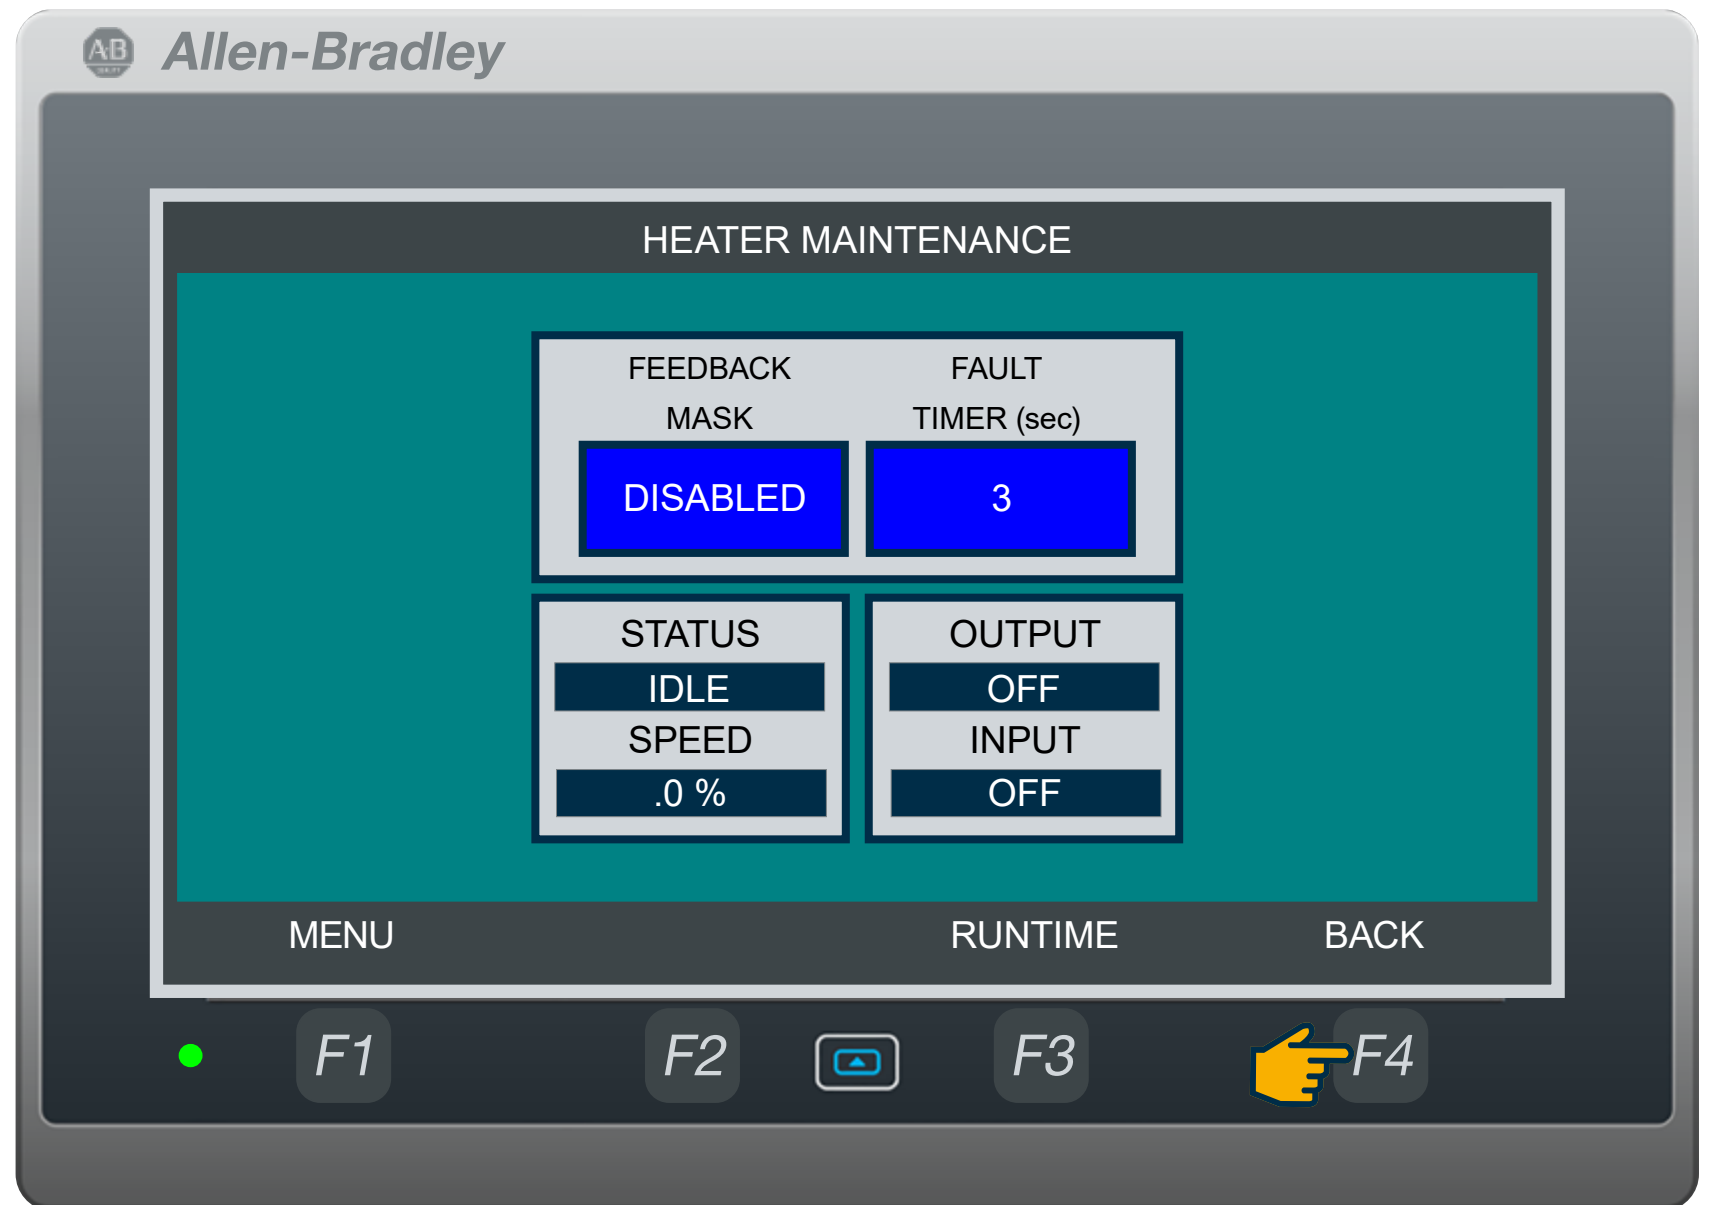 AB
Allen-Bradley
HEATER MAINTENANCE
FEEDBACK MASK
FAULT TIMER (sec)
DISABLED
3
STATUS
IDLE
SPEED
.0 %
OUTPUT
OFF
INPUT
OFF
MENU
RUNTIME
BACK
F1
F2
F3
F4